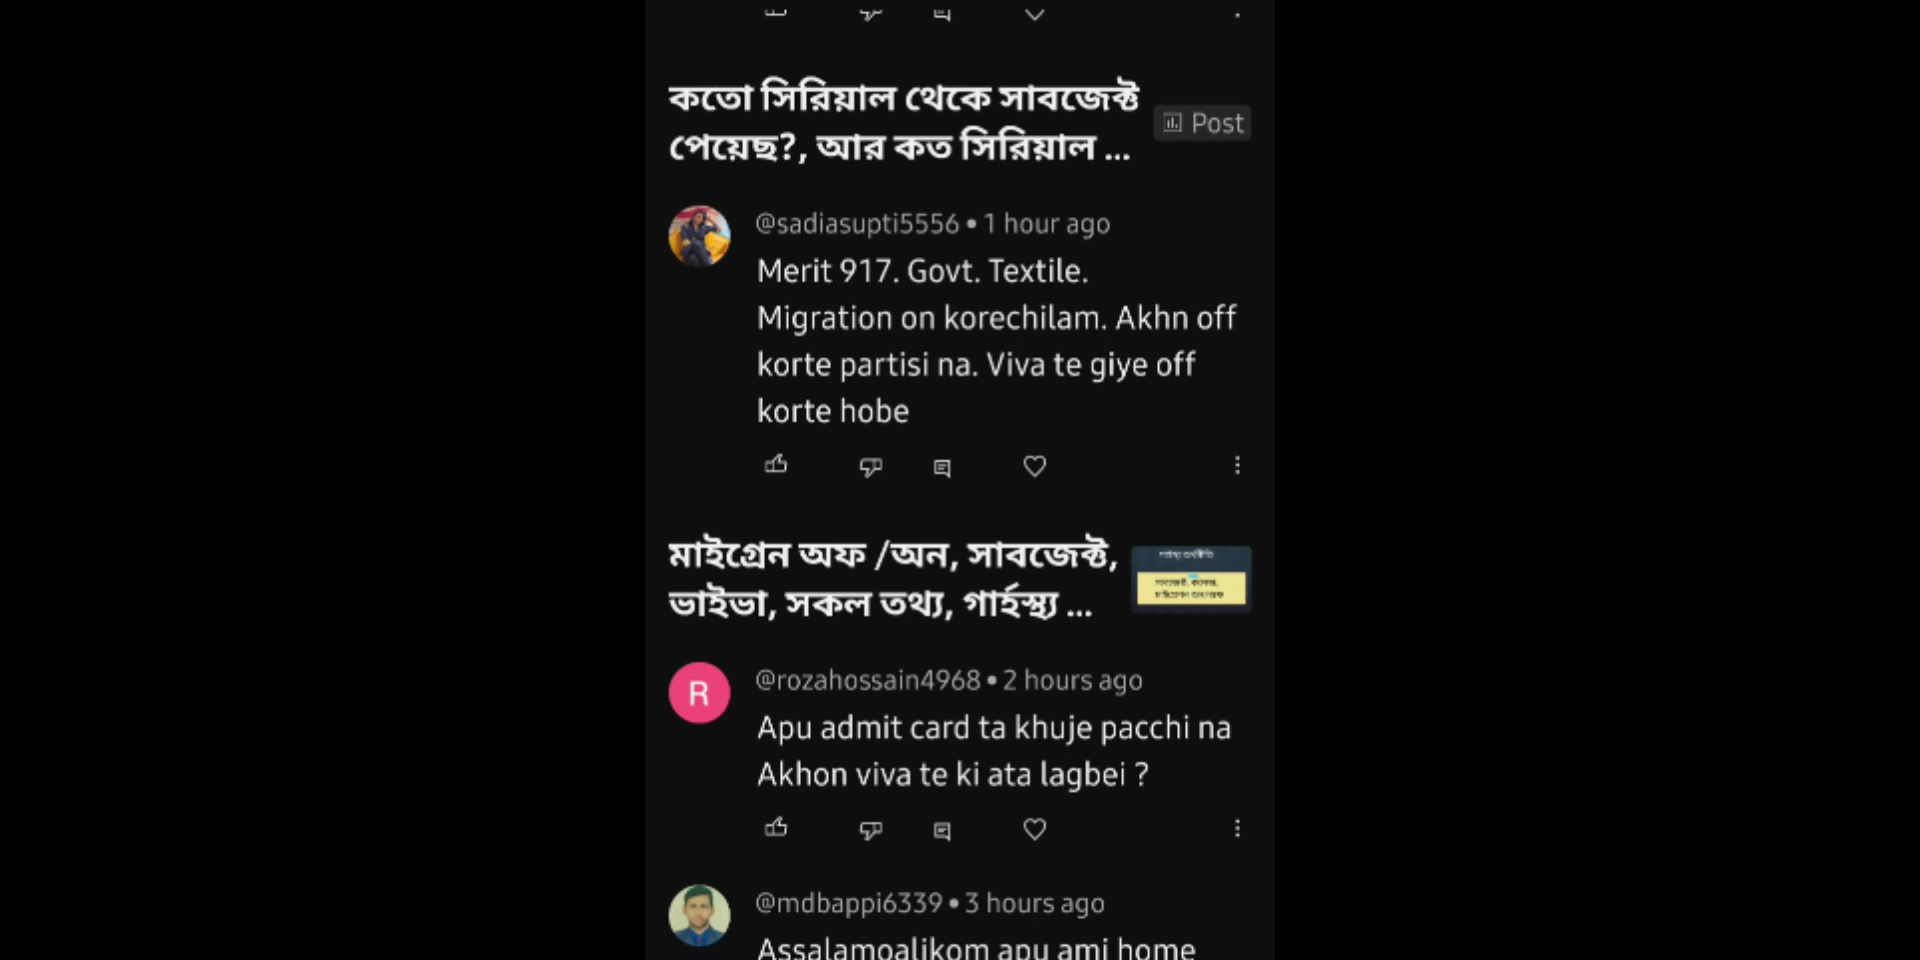 কতো সিরিয়াল থেকে সাবজেক্ট
পেয়েছ?, আর কত সিরিয়াল ...
Post
@sadiasupti5556 • 1 hour ago
Merit 917. Govt. Textile.
Migration on korechilam. Akhn off
korte partisi na. Viva te giye off
korte hobe
মাইগ্রেন অফ /অন, সাবজেক্ট,
ভাইভা, সকল তথ্য, গার্হস্থ্য ...
R
@rozahossain4968 • 2 hours ago
Apu admit card ta khuje pacchi na
Akhon viva te ki ata lagbei ?
@mdbappi6339 • 3 hours ago
Assalamoalikom apu ami home